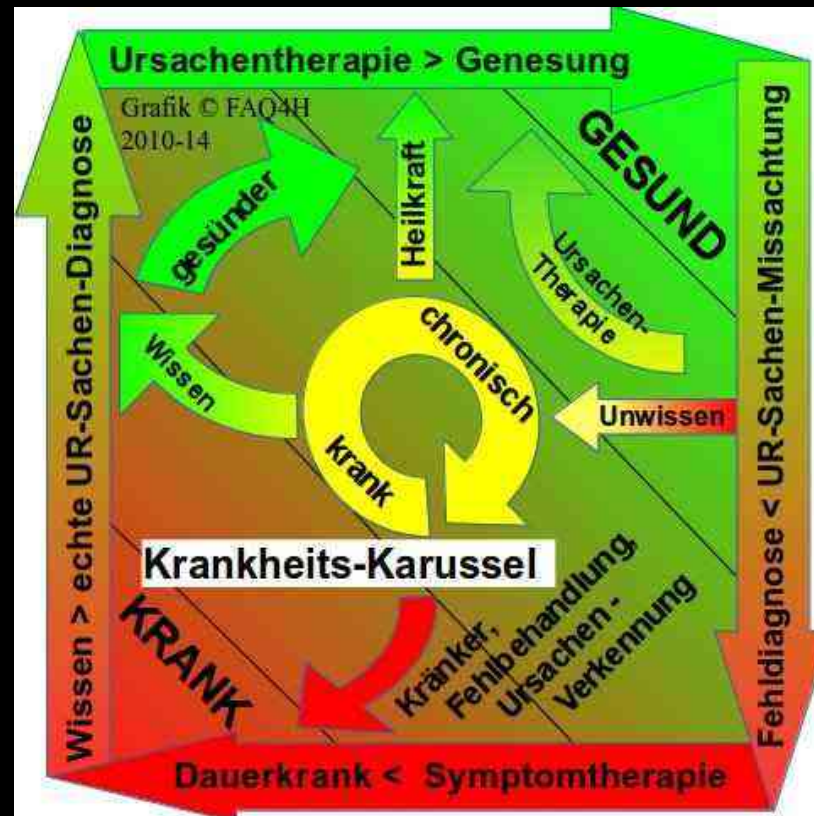 Ursachentherapie > Genesung
Grafik © FAQ4H
2010-14
GESUND
gesünder
Heilkraft
Ursachen-
Therapie
Wissen
chronisch
krank
Unwissen
Krankheits-Karussel
KRANK
Kränker,
Fehlbehandlung,
Ursachen -
Verkennung
Wissen > echte UR-Sachen-Diagnose
Fehldiagnose < UR-Sachen-Missachtung
Dauerkrank < Symptomtherapie